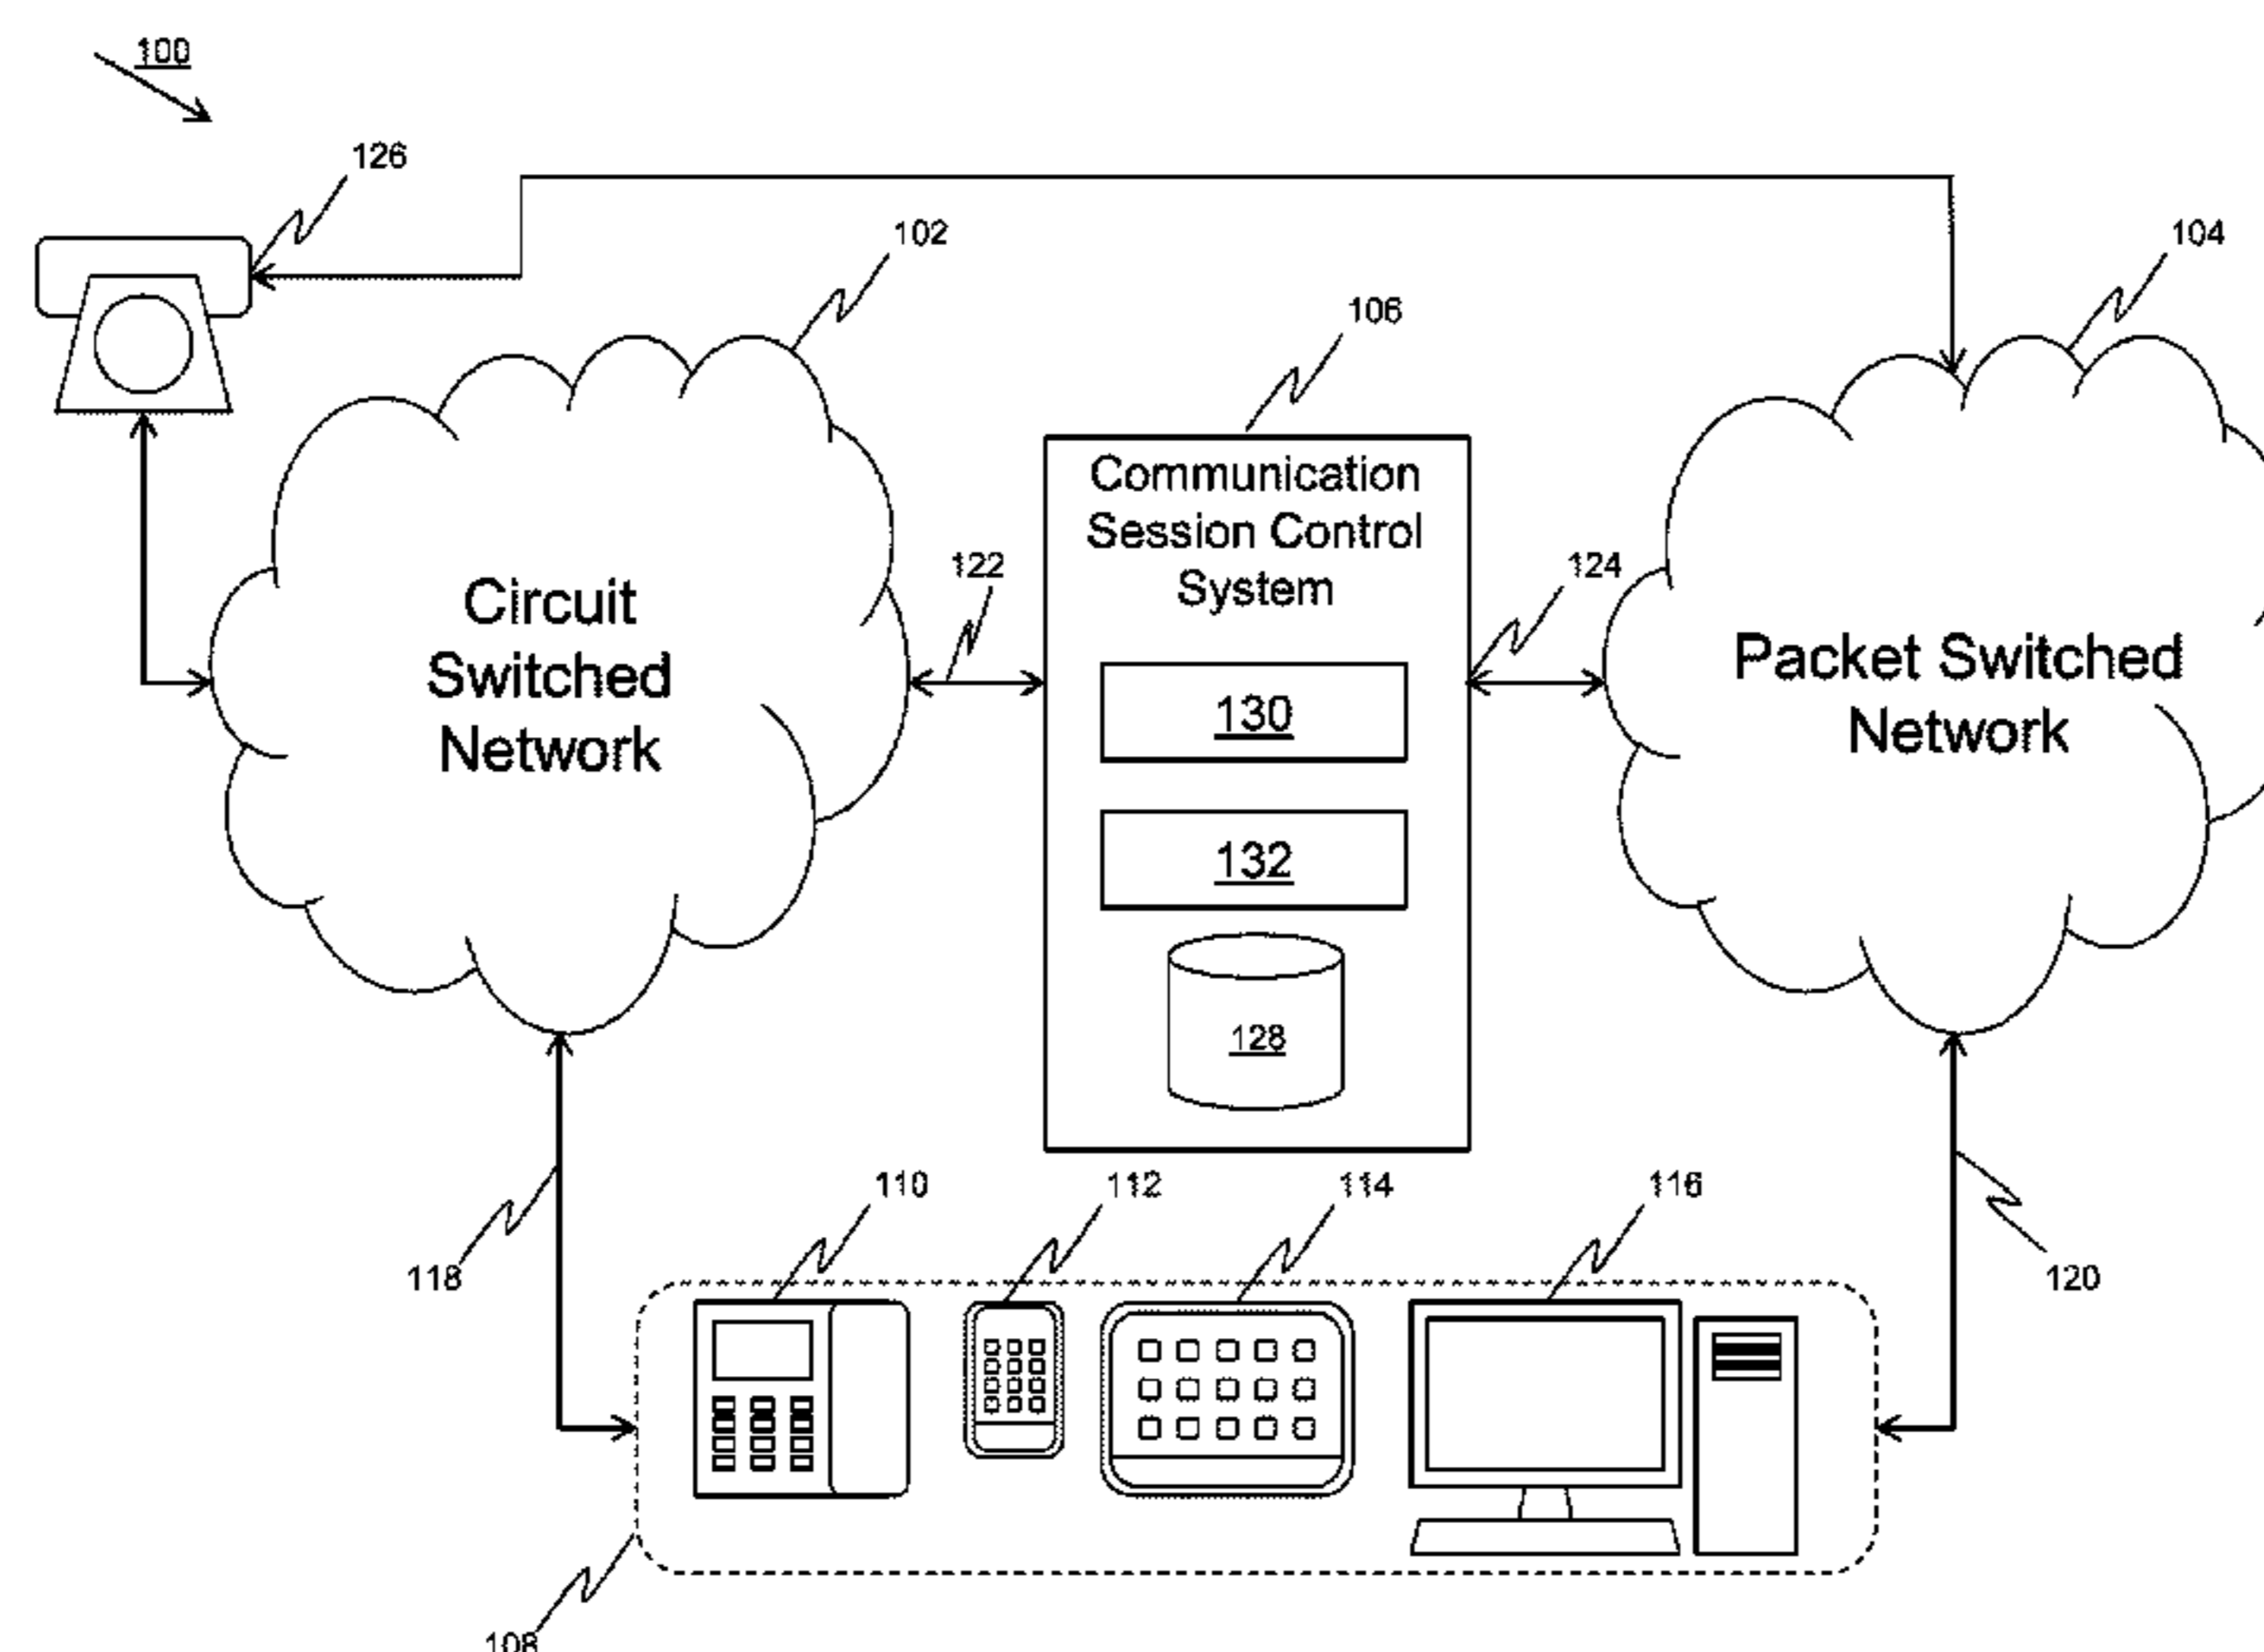 100
126
102
104
106
Communication
Session Control
System
122
124
Circuit
Switched
Network
Packet Switched
Network
130
132
128
110
112
114
116
118
120
108